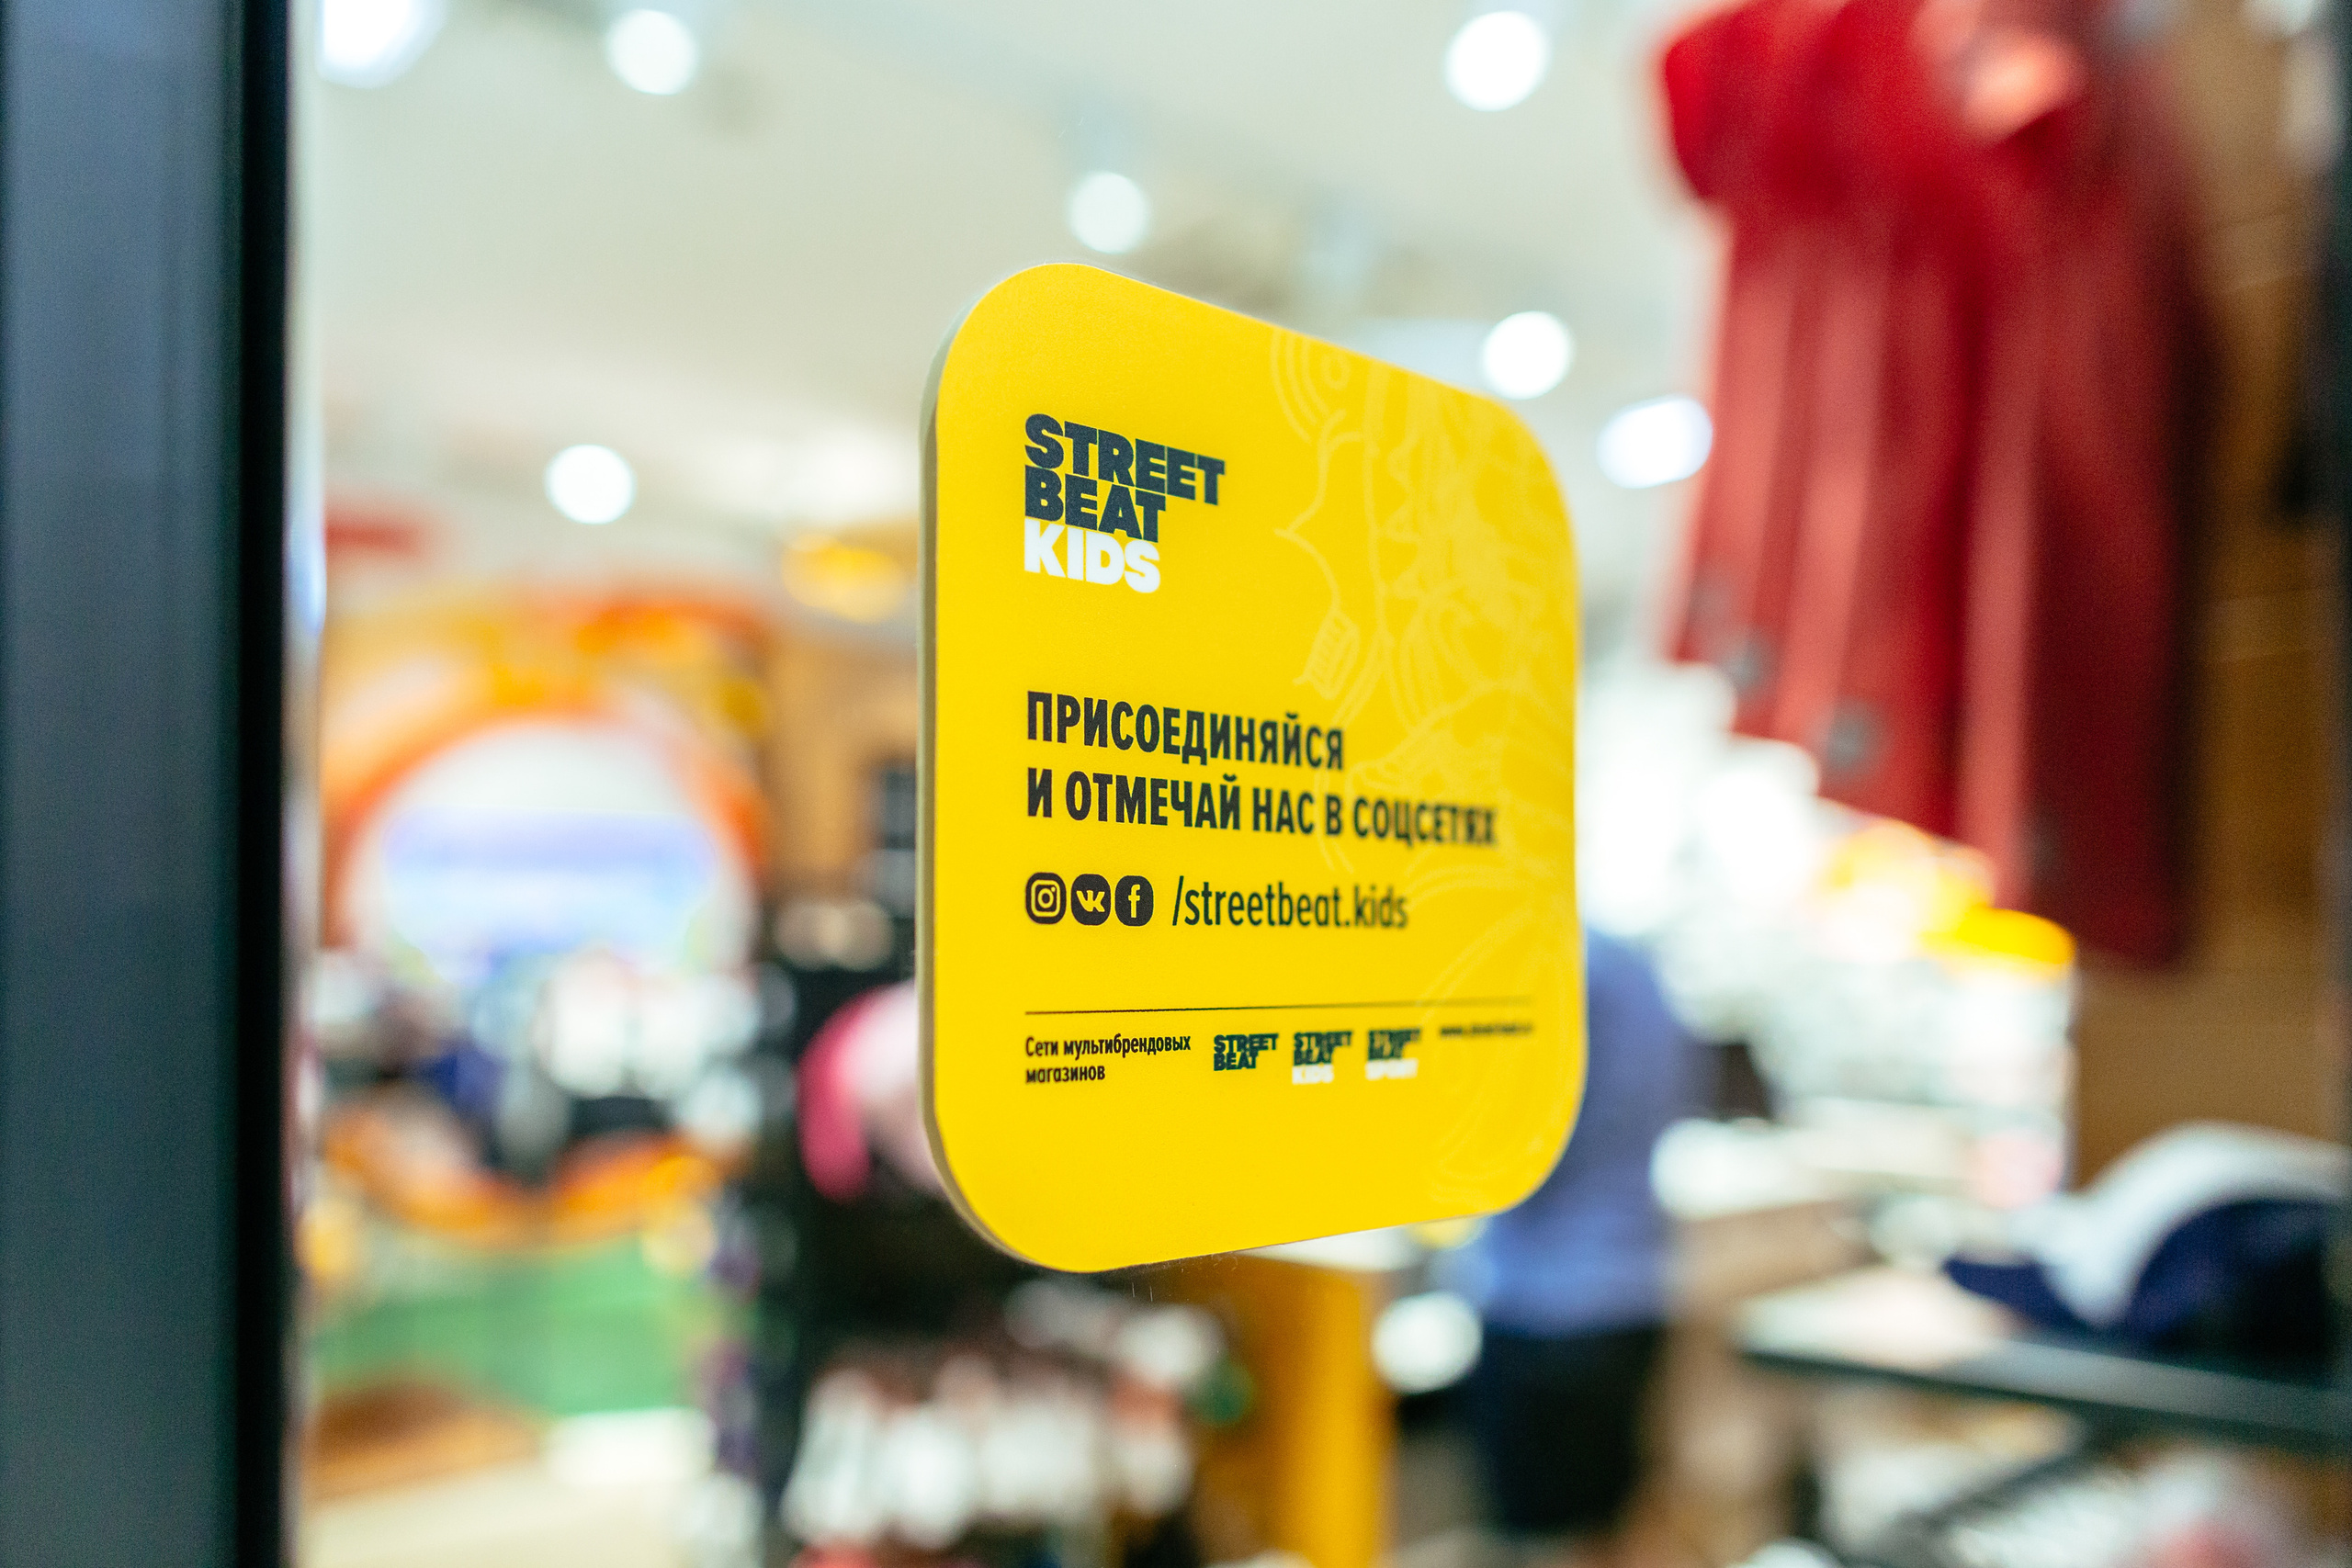 STREET
BEAT
KIDS
ПРИСОЕДИНЯЙСЯ
И ОТМЕЧАЙ НАС В СОЦСЕТЯХ
/streetbeat.kids
Сети мультибрендовых
магазинов
STREET
BEAT
STREET
BEAT
KIDS
STREET
BEAT
SPORT